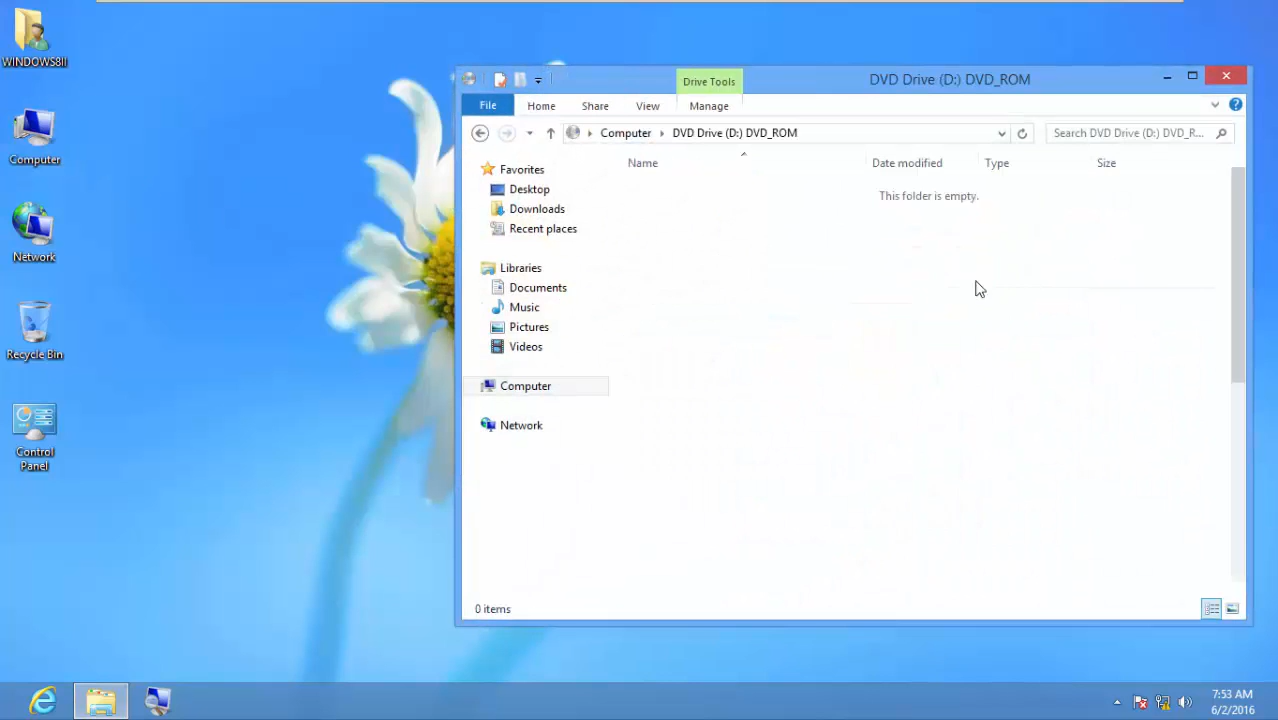 WINDOWS8II
Computer
Network
Recycle Bin
Control
Panel
Drive Tools
DVD Drive (D:) DVD_ROM
File
Home
Share
View
Manage
Computer
DVD Drive (D:) DVD_ROM
Search DVD Drive (D:) DVD_R...
Name
Date modified
Type
Size
This folder is empty.
Favorites
Desktop
Downloads
Recent places
Libraries
Documents
Music
Pictures
Videos
Computer
Network
0 items
7:53 AM
6/2/2016